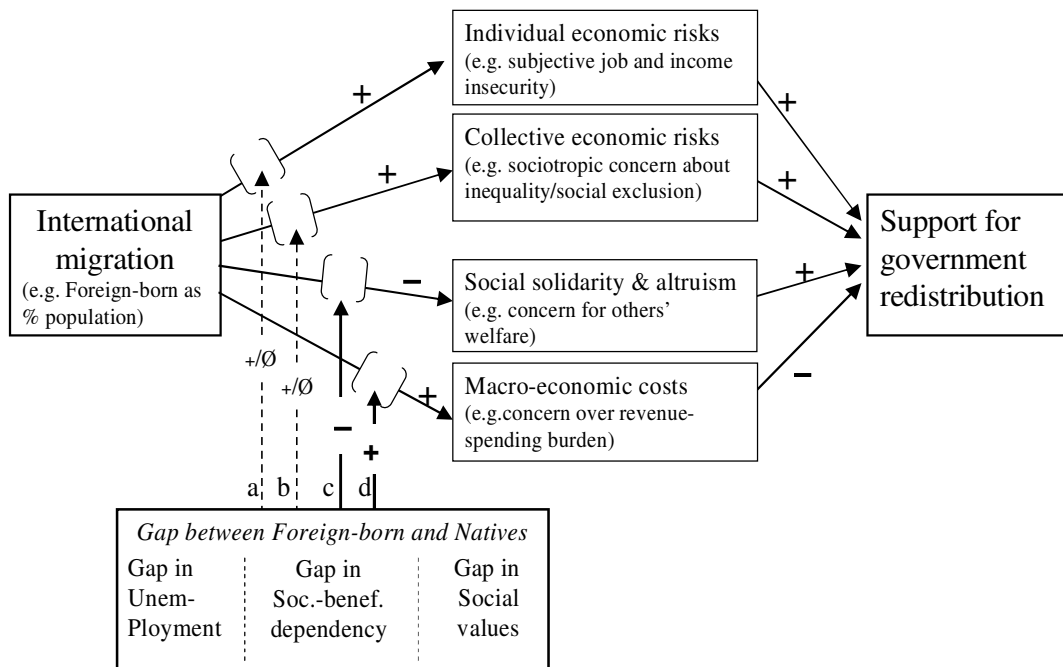 Individual economic risks
(e.g. subjective job and income
insecurity)
+
+
Collective economic risks
(e.g. sociotropic concern about
inequality/social exclusion)
+
+
International
migration
(e.g. Foreign-born as
% population)
Support for
government
redistribution
Social solidarity & altruism
(e.g. concern for others'
welfare)
−
+
Macro-economic costs
(e.g.concern over revenue-
spending burden)
+
−
+/Ø
+/Ø
−
+
a
b
c
d
Gap between Foreign-born and Natives
Gap in
Unem-
Ployment
Gap in
Soc.-benef.
dependency
Gap in
Social
values